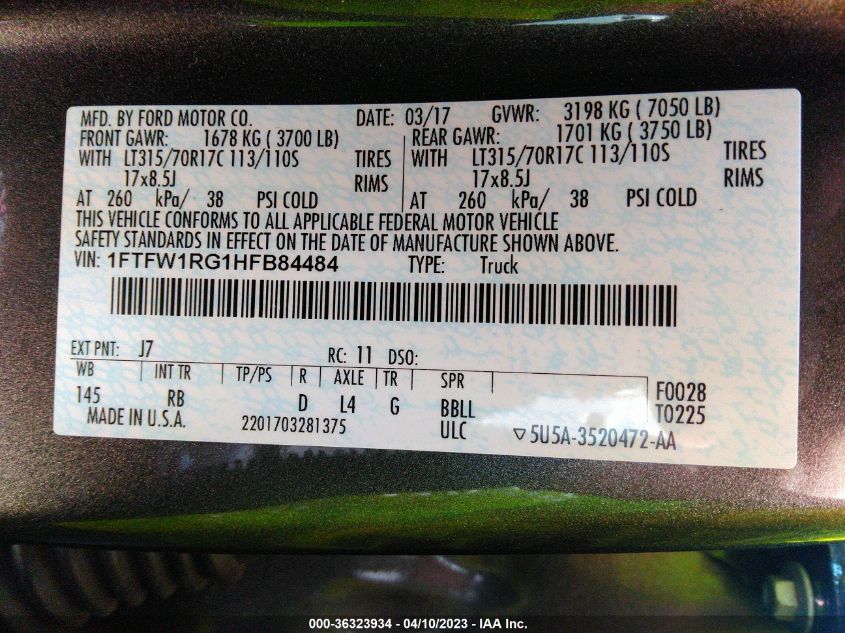 MFD. BY FORD MOTOR CO. DATE: 03/17 GVWR: 3198 KG ( 7050 LB)
FRONT GAWR: 1678 KG ( 3700 LB) REAR GAWR: 1701 KG ( 3750 LB)
WITH LT315/70R17C 113/110S TIRES WITH LT315/70R17C 113/110S TIRES
17x8.5J RIMS 17x8.5J RIMS
AT 260 kPa/ 38 PSI COLD AT 260 kPa/ 38 PSI COLD
THIS VEHICLE CONFORMS TO ALL APPLICABLE FEDERAL MOTOR VEHICLE
SAFETY STANDARDS IN EFFECT ON THE DATE OF MANUFACTURE SHOWN ABOVE.
VIN: 1FTFW1RG1HFB84484 TYPE: Truck
EXT PNT: J7 RC: 11 DSO:
WB INT TR TP/PS R AXLE TR SPR
145 RB D L4 G BBLL F0028
MADE IN U.S.A. 2201703281375 ULC T0225
▽5U5A-3520472-AA
000-36323934 - 04/10/2023 - IAA Inc.